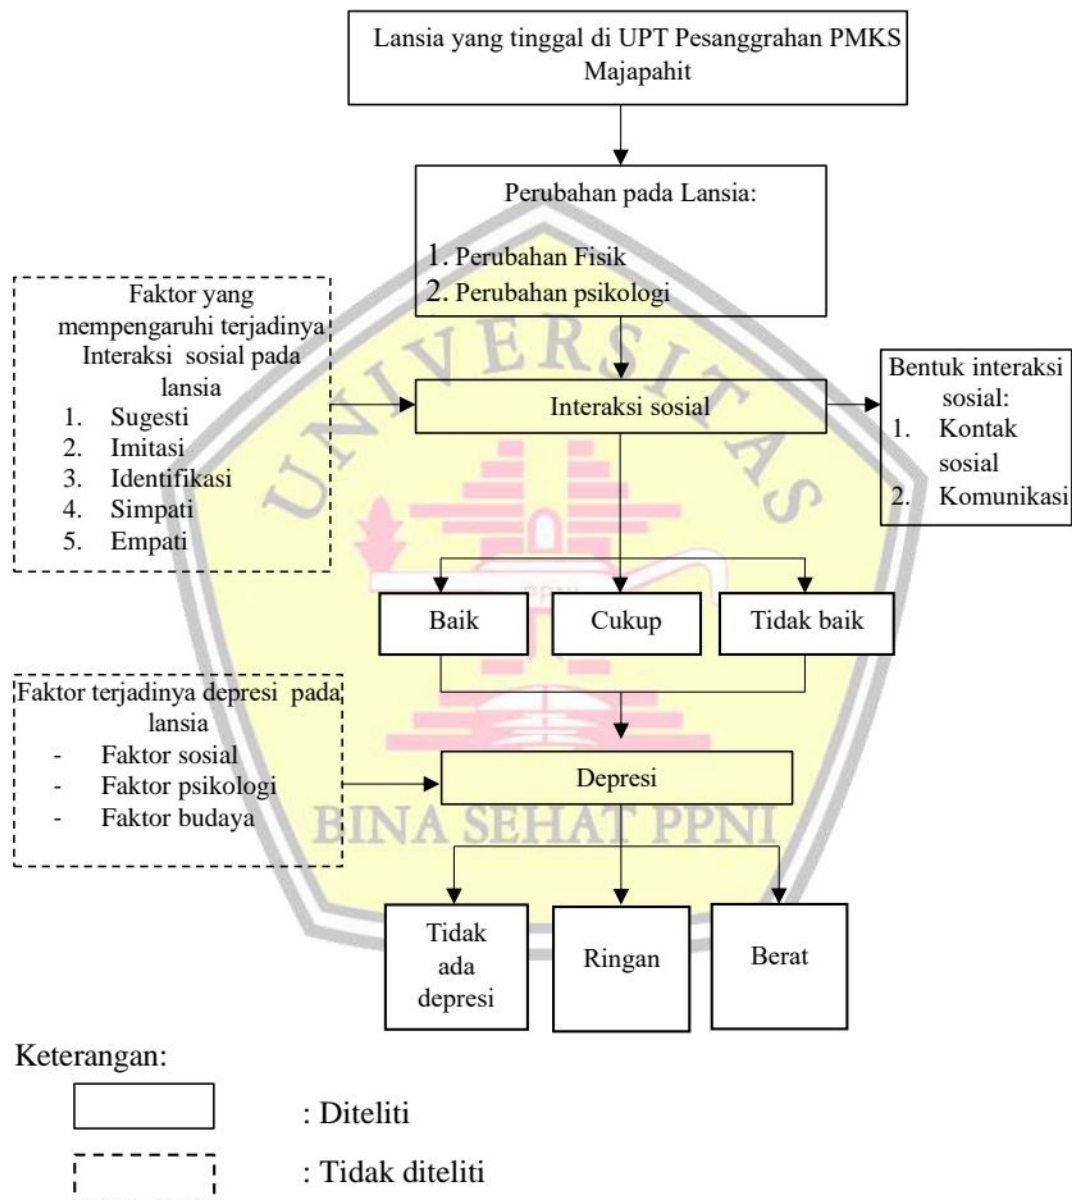 Lansia yang tinggal di UPT Pesanggrahan PMKS
Majapahit
Perubahan pada Lansia:
1. Perubahan Fisik
2. Perubahan psikologi
Faktor yang
mempengaruhi terjadinya
Interaksi sosial pada
lansia
1. Sugesti
2. Imitasi
3. Identifikasi
4. Simpati
5. Empati
Interaksi sosial
Bentuk interaksi
sosial:
1. Kontak
sosial
2. Komunikasi
UNIVERSITAS
PPNI
Baik
Cukup
Tidak baik
Faktor terjadinya depresi pada
lansia
- Faktor sosial
- Faktor psikologi
- Faktor budaya
Depresi
BINA SEHAT PPNI
Tidak
ada
depresi
Ringan
Berat
Keterangan:
: Diteliti
: Tidak diteliti